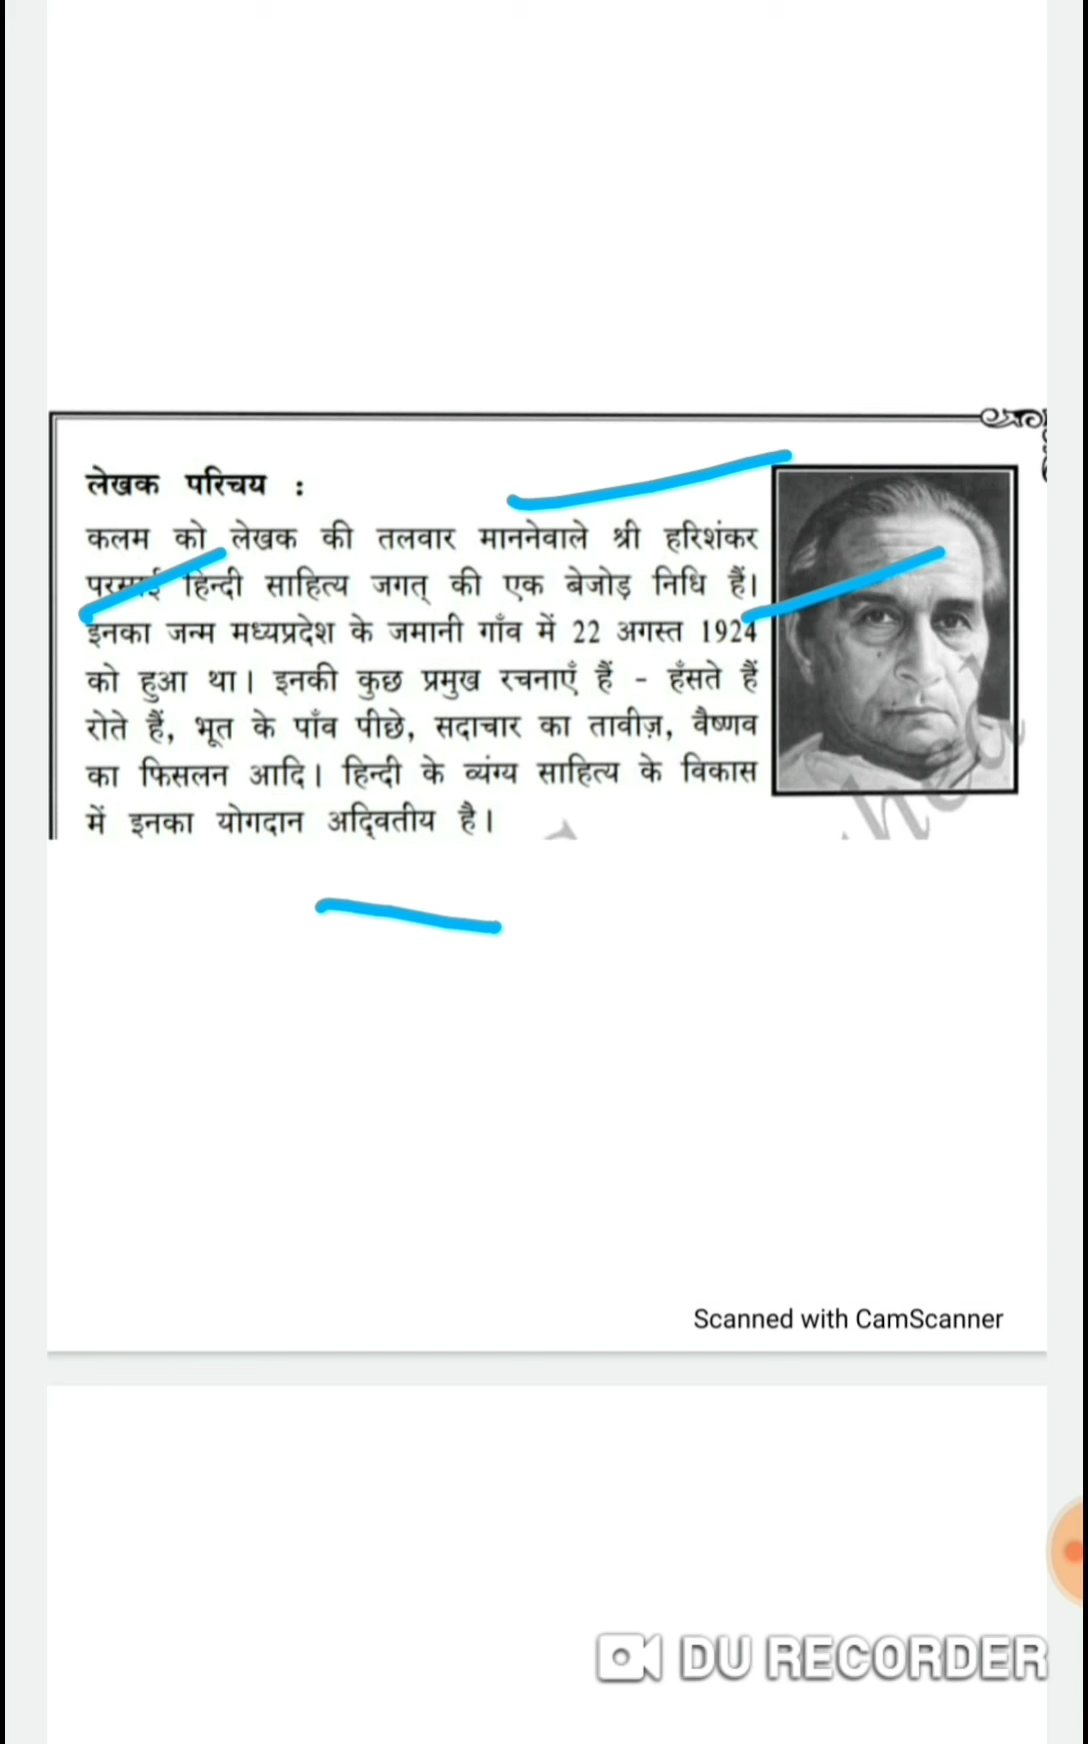 लेखक परिचय :
कलम को लेखक की तलवार माननेवाले श्री हरिशंकर
परसाई हिन्दी साहित्य जगत् की एक बेजोड़ निधि हैं।
इनका जन्म मध्यप्रदेश के जमानी गाँव में 22 अगस्त 1924
को हुआ था। इनकी कुछ प्रमुख रचनाएँ हैं - हँसते हैं
रोते हैं, भूत के पाँव पीछे, सदाचार का तावीज़, वैष्णव
का फिसलन आदि। हिन्दी के व्यंग्य साहित्य के विकास
में इनका योगदान अद्वितीय है।
Scanned with CamScanner
DU RECORDER